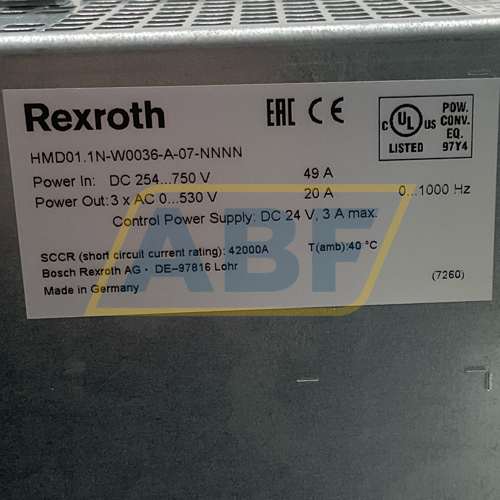 Rexroth
EAC CE
C UL US LISTED
POW. CONV. EQ. 97Y4
HMD01.1N-W0036-A-07-NNNN
Power In: DC 254...750 V 49 A
Power Out: 3 x AC 0...530 V 20 A 0...1000 Hz
Control Power Supply: DC 24 V, 3 A max.
SCCR (short circuit current rating): 42000A T(amb):40 °C
Bosch Rexroth AG · DE-97816 Lohr
Made in Germany (7260)
ABF